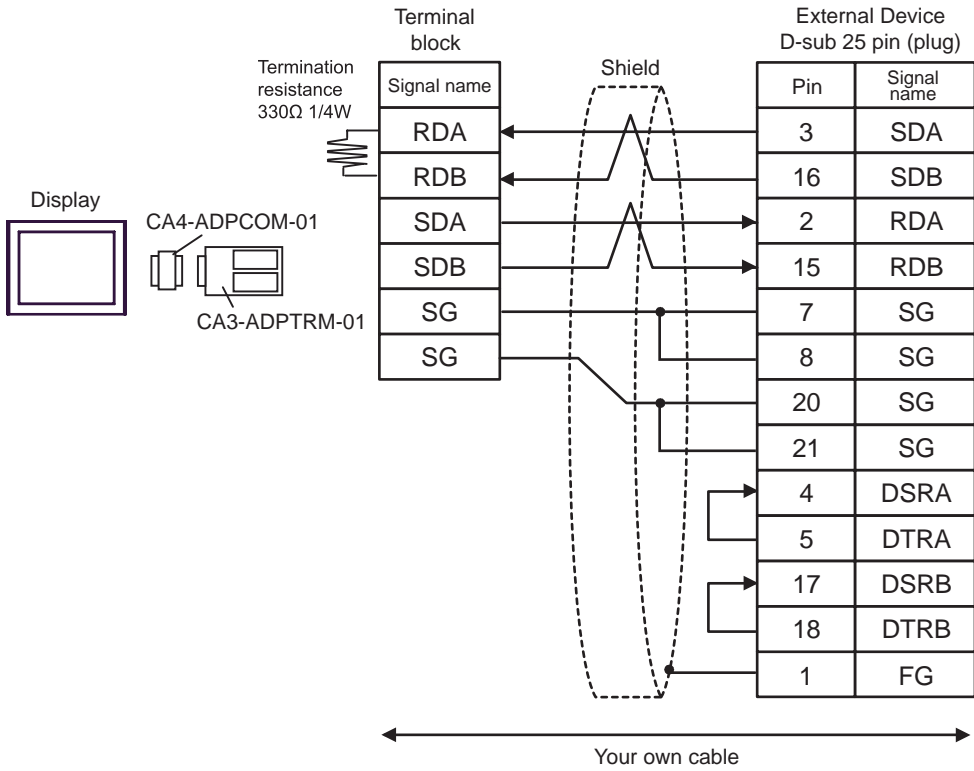 Terminal
block
External Device
D-sub 25 pin (plug)
Termination
resistance
330Ω 1/4W
Shield
Signal name
Pin
Signal
name
RDA
3
SDA
RDB
16
SDB
Display
CA4-ADPCOM-01
CA3-ADPTRM-01
SDA
2
RDA
SDB
15
RDB
SG
7
SG
SG
8
SG
20
SG
21
SG
4
DSRA
5
DTRA
17
DSRB
18
DTRB
1
FG
Your own cable